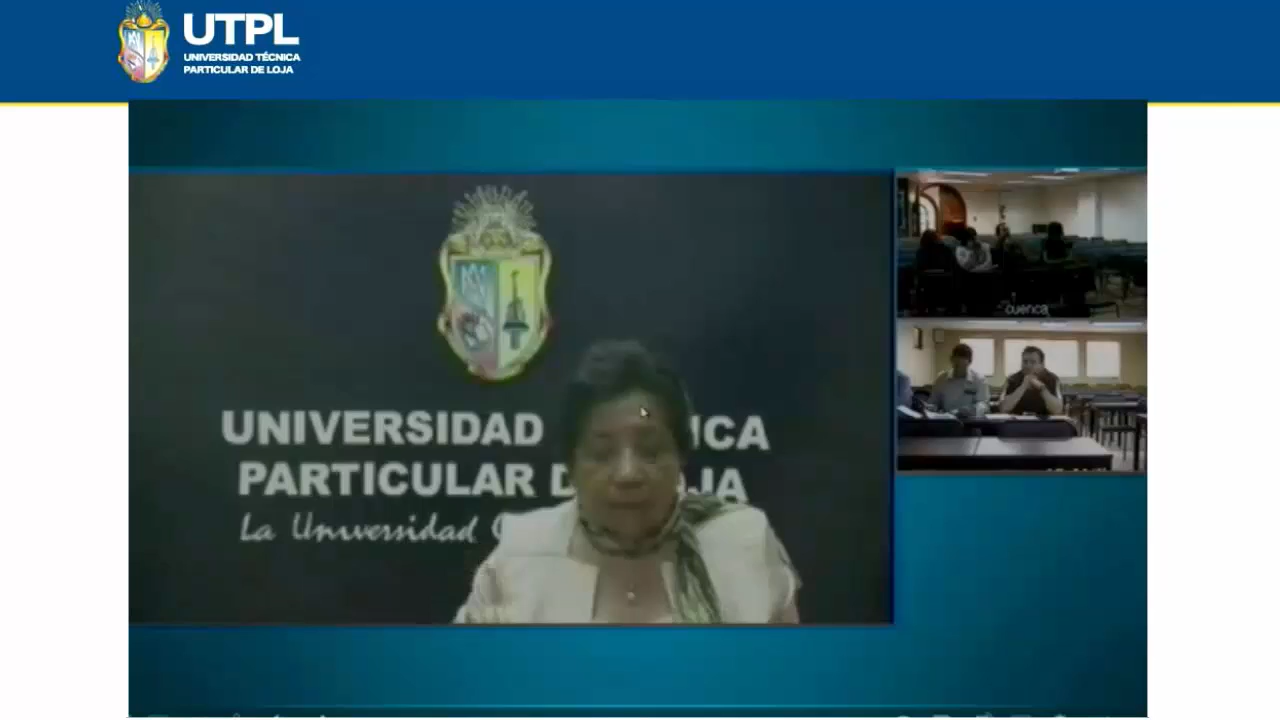 UTPL
UNIVERSIDAD TÉCNICA
PARTICULAR DE LOJA
UNIVERSIDAD ICA
PARTICULAR D JA
La Universidad
cuenca